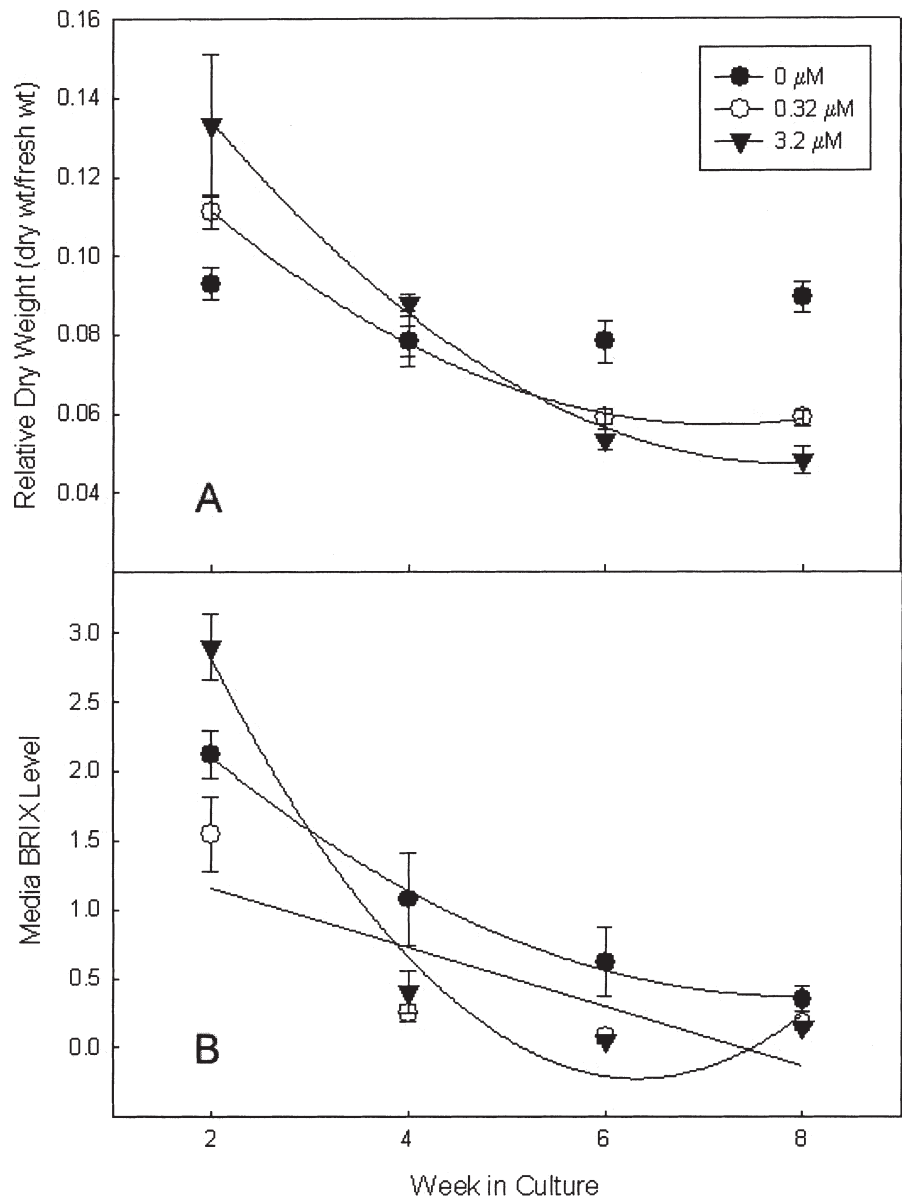 0.16
0.14
0.12
0.10
0.08
0.06
0.04
Relative Dry Weight (dry wt/fresh wt)
0 µM
0.32 µM
3.2 µM
A
3.0
2.5
2.0
1.5
1.0
0.5
0.0
Media BRIX Level
B
2 4 6 8
Week in Culture